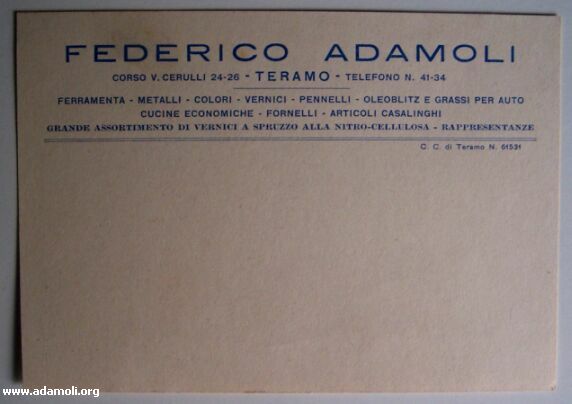 FEDERICO ADAMOLI
CORSO V. CERULLI 24-26 - TERAMO - TELEFONO N. 41-34
FERRAMENTA - METALLI - COLORI - VERNICI - PENNELLI - OLEOBLITZ E GRASSI PER AUTO
CUCINE ECONOMICHE - FORNELLI - ARTICOLI CASALINGHI
GRANDE ASSORTIMENTO DI VERNICI A SPRUZZO ALLA NITRO-CELLULOSA - RAPPRESENTANZE
C. C. di Teramo N. 61531
www.adamoli.org